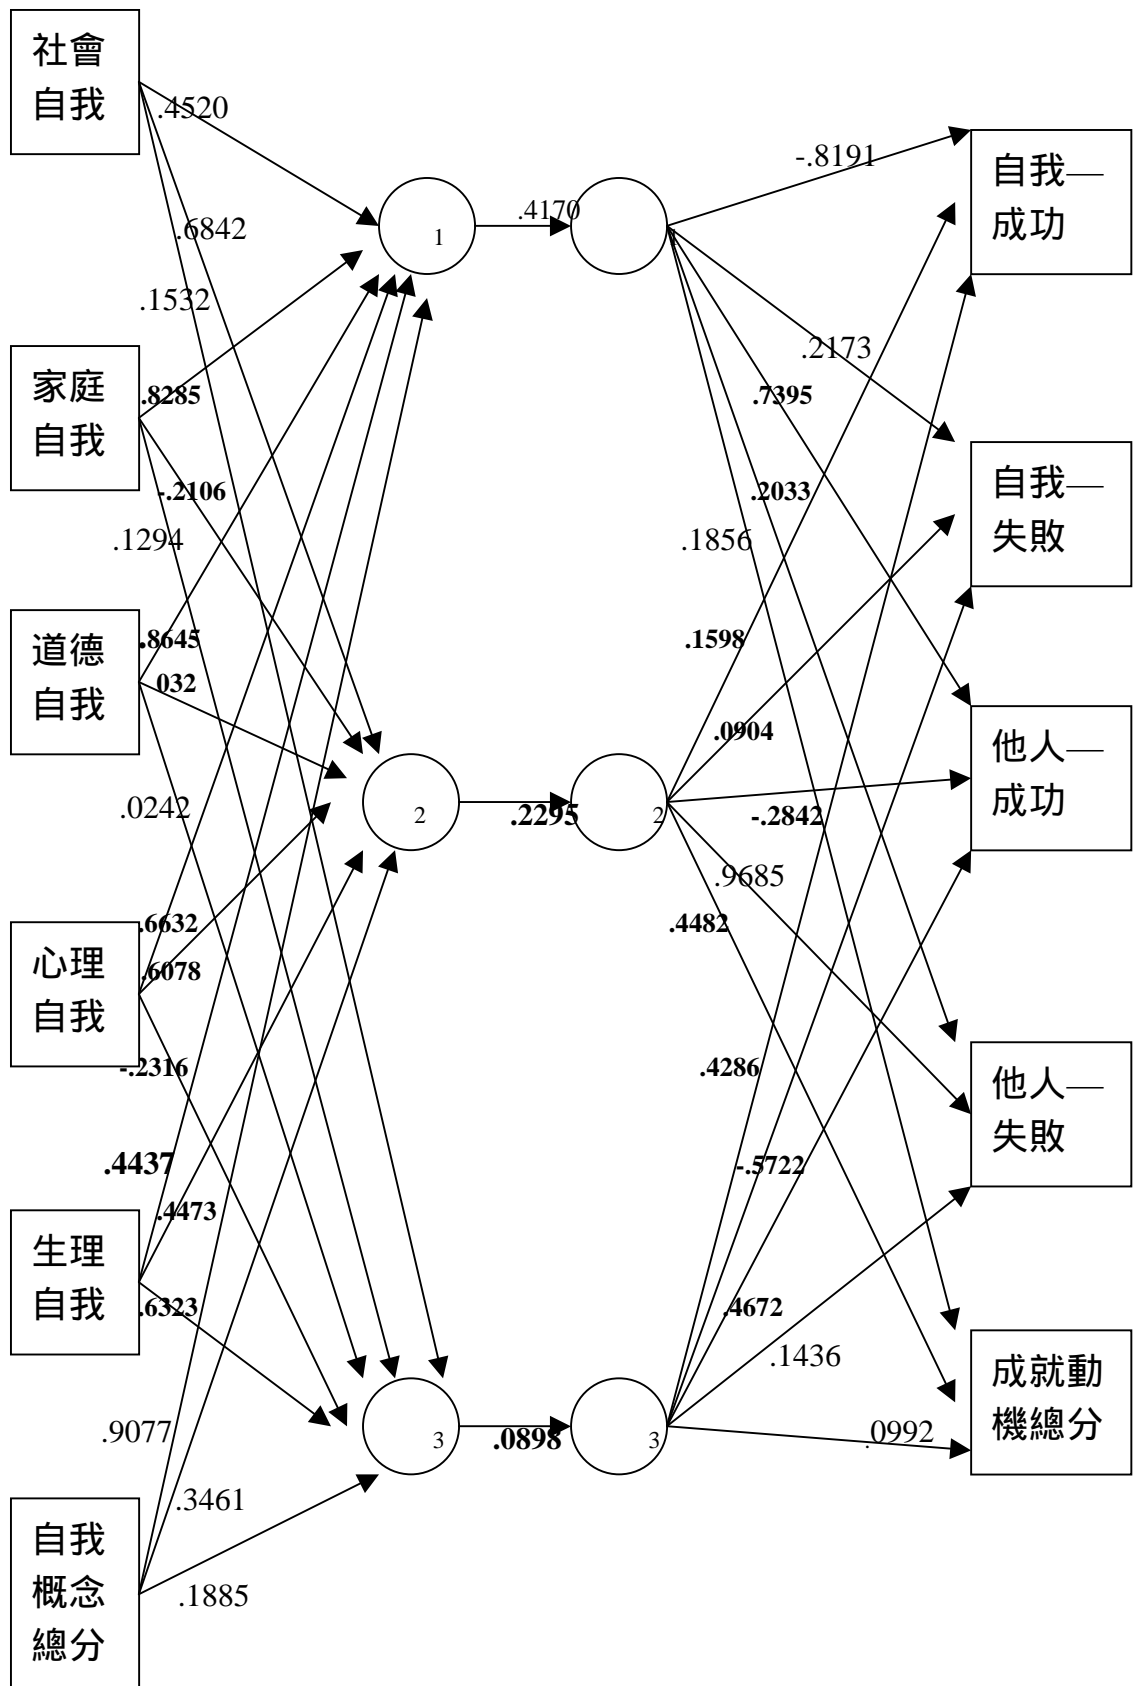 社會
自我
.4520
-.8191
自我—
成功
.4170
1
.6842
.1532
.2173
家庭
自我
.8285
.7395
自我—
失敗
-.2106
.2033
.1294
.1856
道德
自我
.8645
.1598
032
他人—
成功
.0904
.0242
.2295
2
2
-.2842
.9685
心理
自我
.6632
.4482
.6078
-.2316
.4286
他人—
失敗
.4437
-.5722
.4473
生理
自我
.6323
.4672
.1436
成就動
機總分
.9077
3
.0898
3
.0992
.3461
自我
概念
總分
.1885